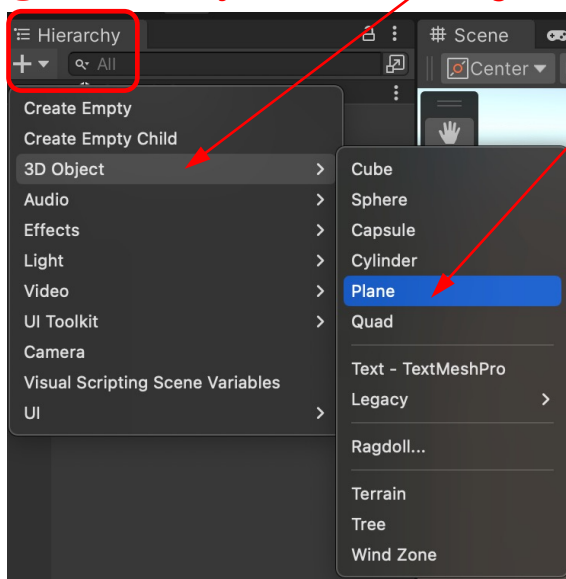 Hierarchy
All
Scene
Center
Create Empty
Create Empty Child
3D Object
Audio
Effects
Light
Video
UI Toolkit
Camera
Visual Scripting Scene Variables
UI
Cube
Sphere
Capsule
Cylinder
Plane
Quad
Text - TextMeshPro
Legacy
Ragdoll...
Terrain
Tree
Wind Zone